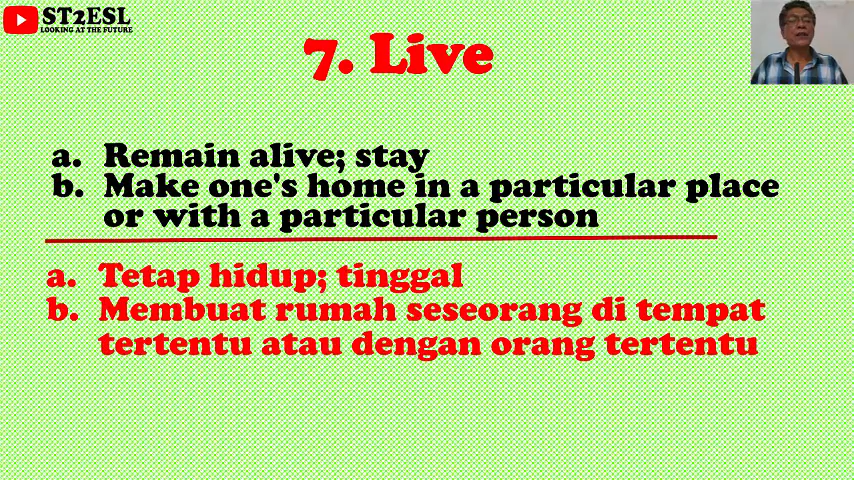 ST2ESL
LOOKING AT THE FUTURE
7. Live
a. Remain alive; stay
b. Make one's home in a particular place
or with a particular person
a. Tetap hidup; tinggal
b. Membuat rumah seseorang di tempat
tertentu atau dengan orang tertentu